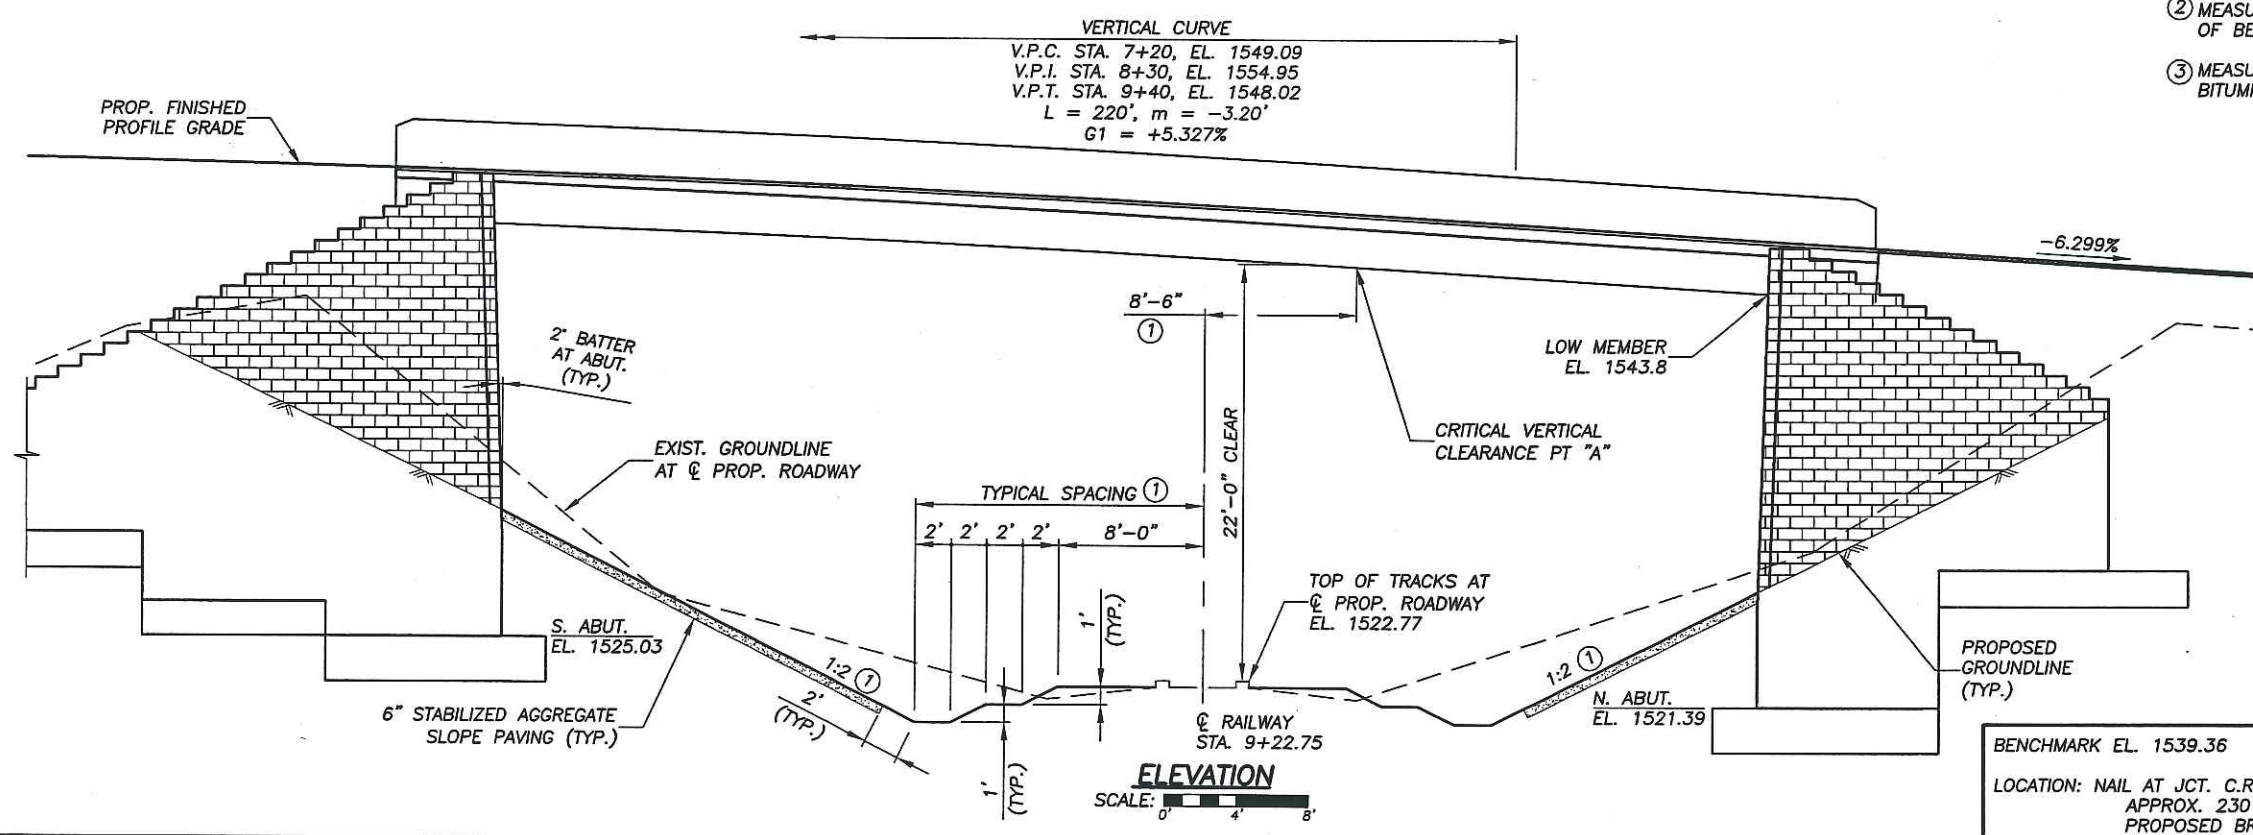 ② MEASU
OF BE
③ MEASU
BITUM
VERTICAL CURVE
V.P.C. STA. 7+20, EL. 1549.09
V.P.I. STA. 8+30, EL. 1554.95
V.P.T. STA. 9+40, EL. 1548.02
L = 220', m = -3.20'
G1 = +5.327%
PROP. FINISHED
PROFILE GRADE
-6.299%
8'-6"
①
2° BATTER
AT ABUT.
(TYP.)
LOW MEMBER
EL. 1543.8
22'-0" CLEAR
CRITICAL VERTICAL
CLEARANCE PT "A"
EXIST. GROUNDLINE
AT ℄ PROP. ROADWAY
TYPICAL SPACING ①
2' 2' 2' 2' 8'-0"
TOP OF TRACKS AT
℄ PROP. ROADWAY
EL. 1522.77
1'
(TYP.)
S. ABUT.
EL. 1525.03
1:2 ①
1:2 ①
PROPOSED
GROUNDLINE
(TYP.)
2'
(TYP.)
N. ABUT.
EL. 1521.39
6" STABILIZED AGGREGATE
SLOPE PAVING (TYP.)
℄ RAILWAY
STA. 9+22.75
1'
(TYP.)
ELEVATION
SCALE:
0' 4' 8'
BENCHMARK EL. 1539.36
LOCATION: NAIL AT JCT. C.R
APPROX. 230
PROPOSED BR